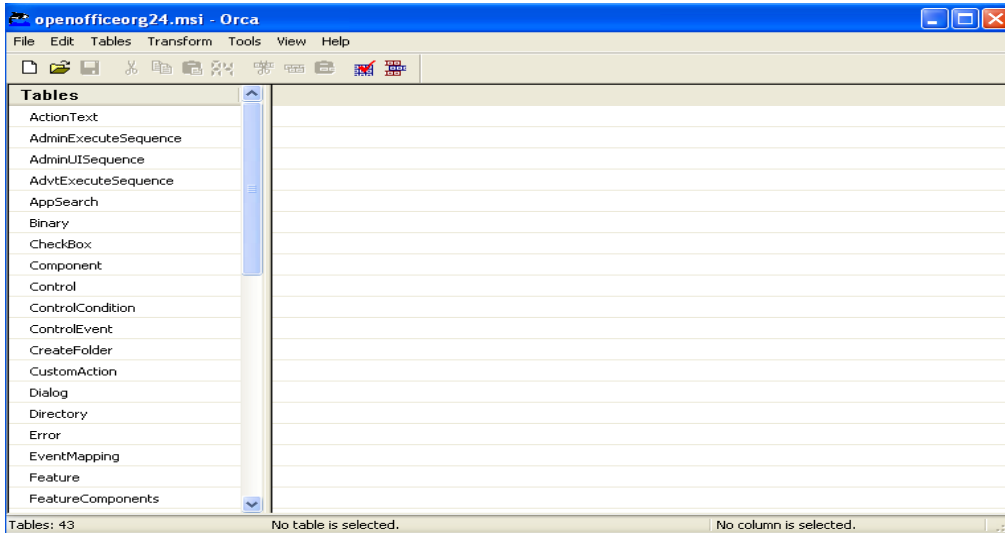 openofficeorg24.msi - Orca
File Edit Tables Transform Tools View Help
Tables
ActionText
AdminExecuteSequence
AdminUISequence
AdvtExecuteSequence
AppSearch
Binary
CheckBox
Component
Control
ControlCondition
ControlEvent
CreateFolder
CustomAction
Dialog
Directory
Error
EventMapping
Feature
FeatureComponents
Tables: 43 No table is selected. No column is selected.